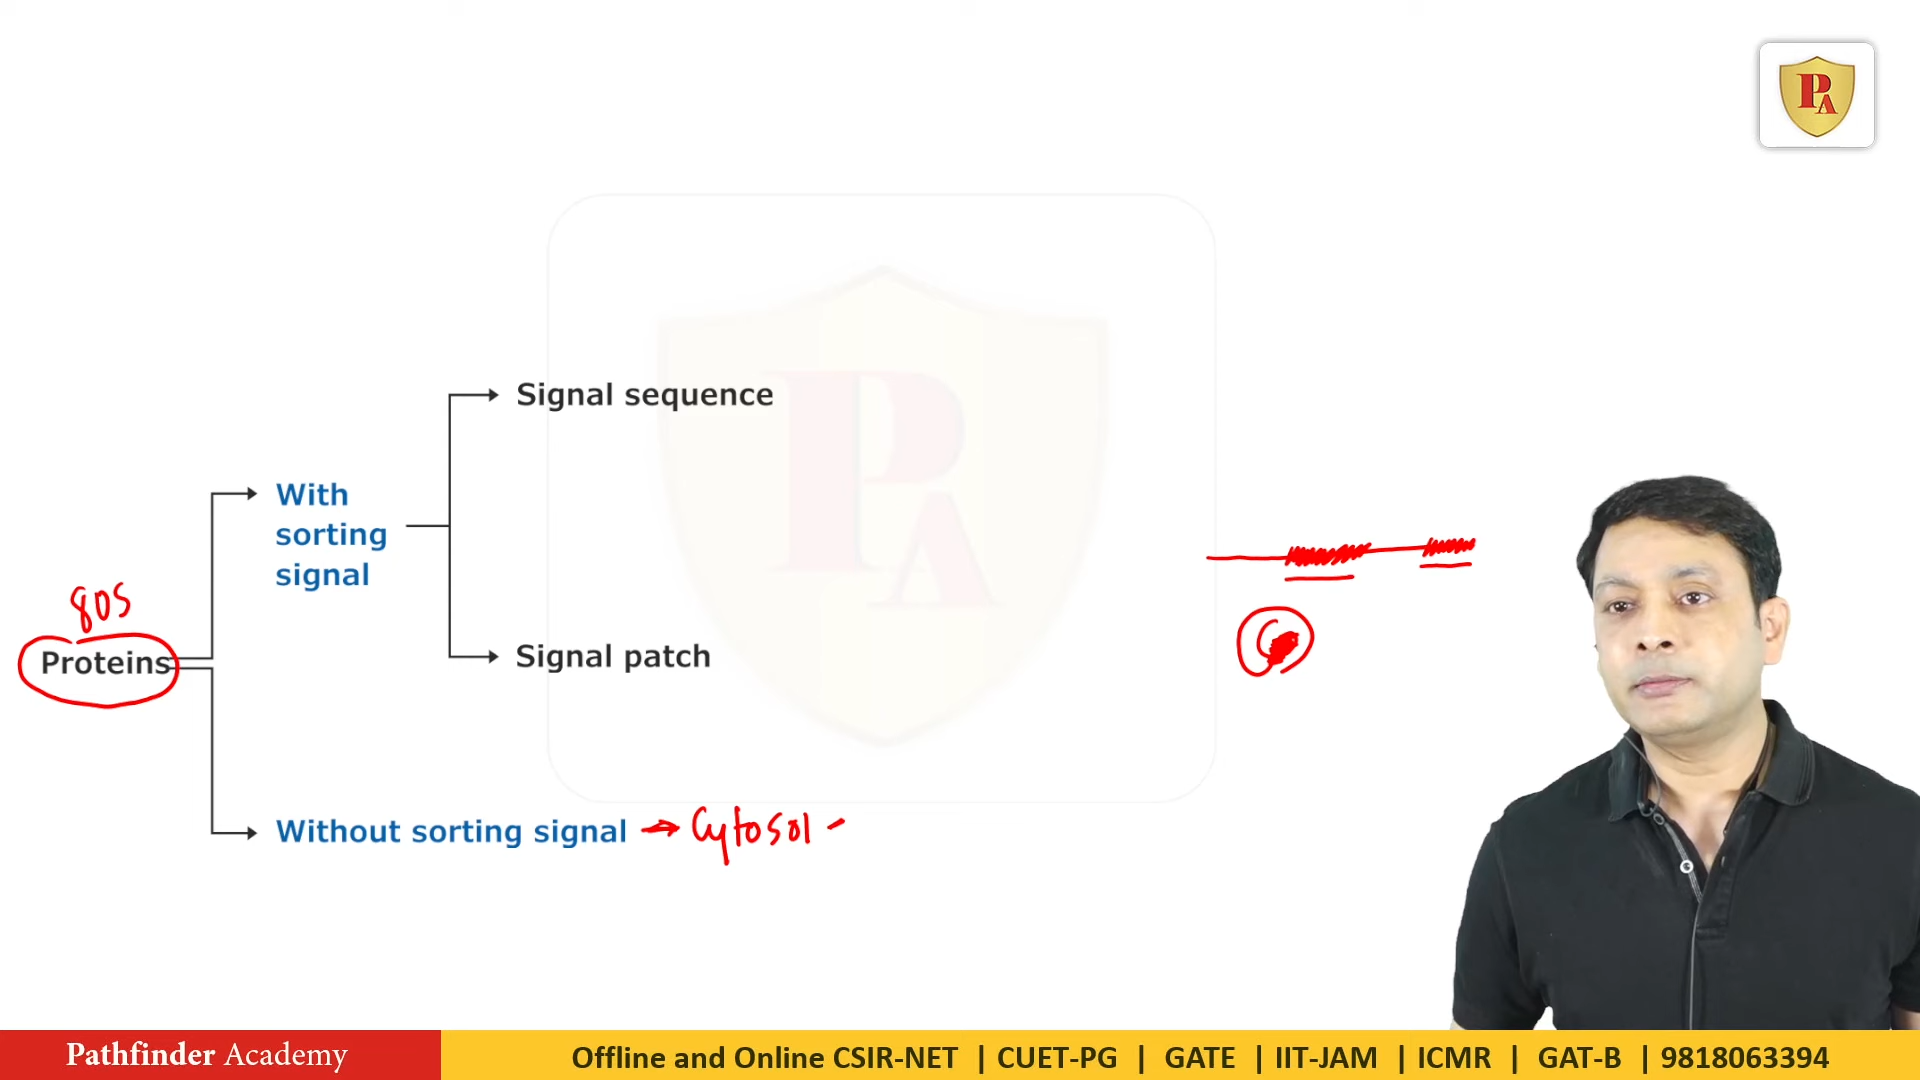 PA
Signal sequence
With
sorting
signal
80S
Proteins
Signal patch
Without sorting signal → Cytosol -
Pathfinder Academy
Offline and Online CSIR-NET | CUET-PG | GATE | IIT-JAM | ICMR | GAT-B | 9818063394